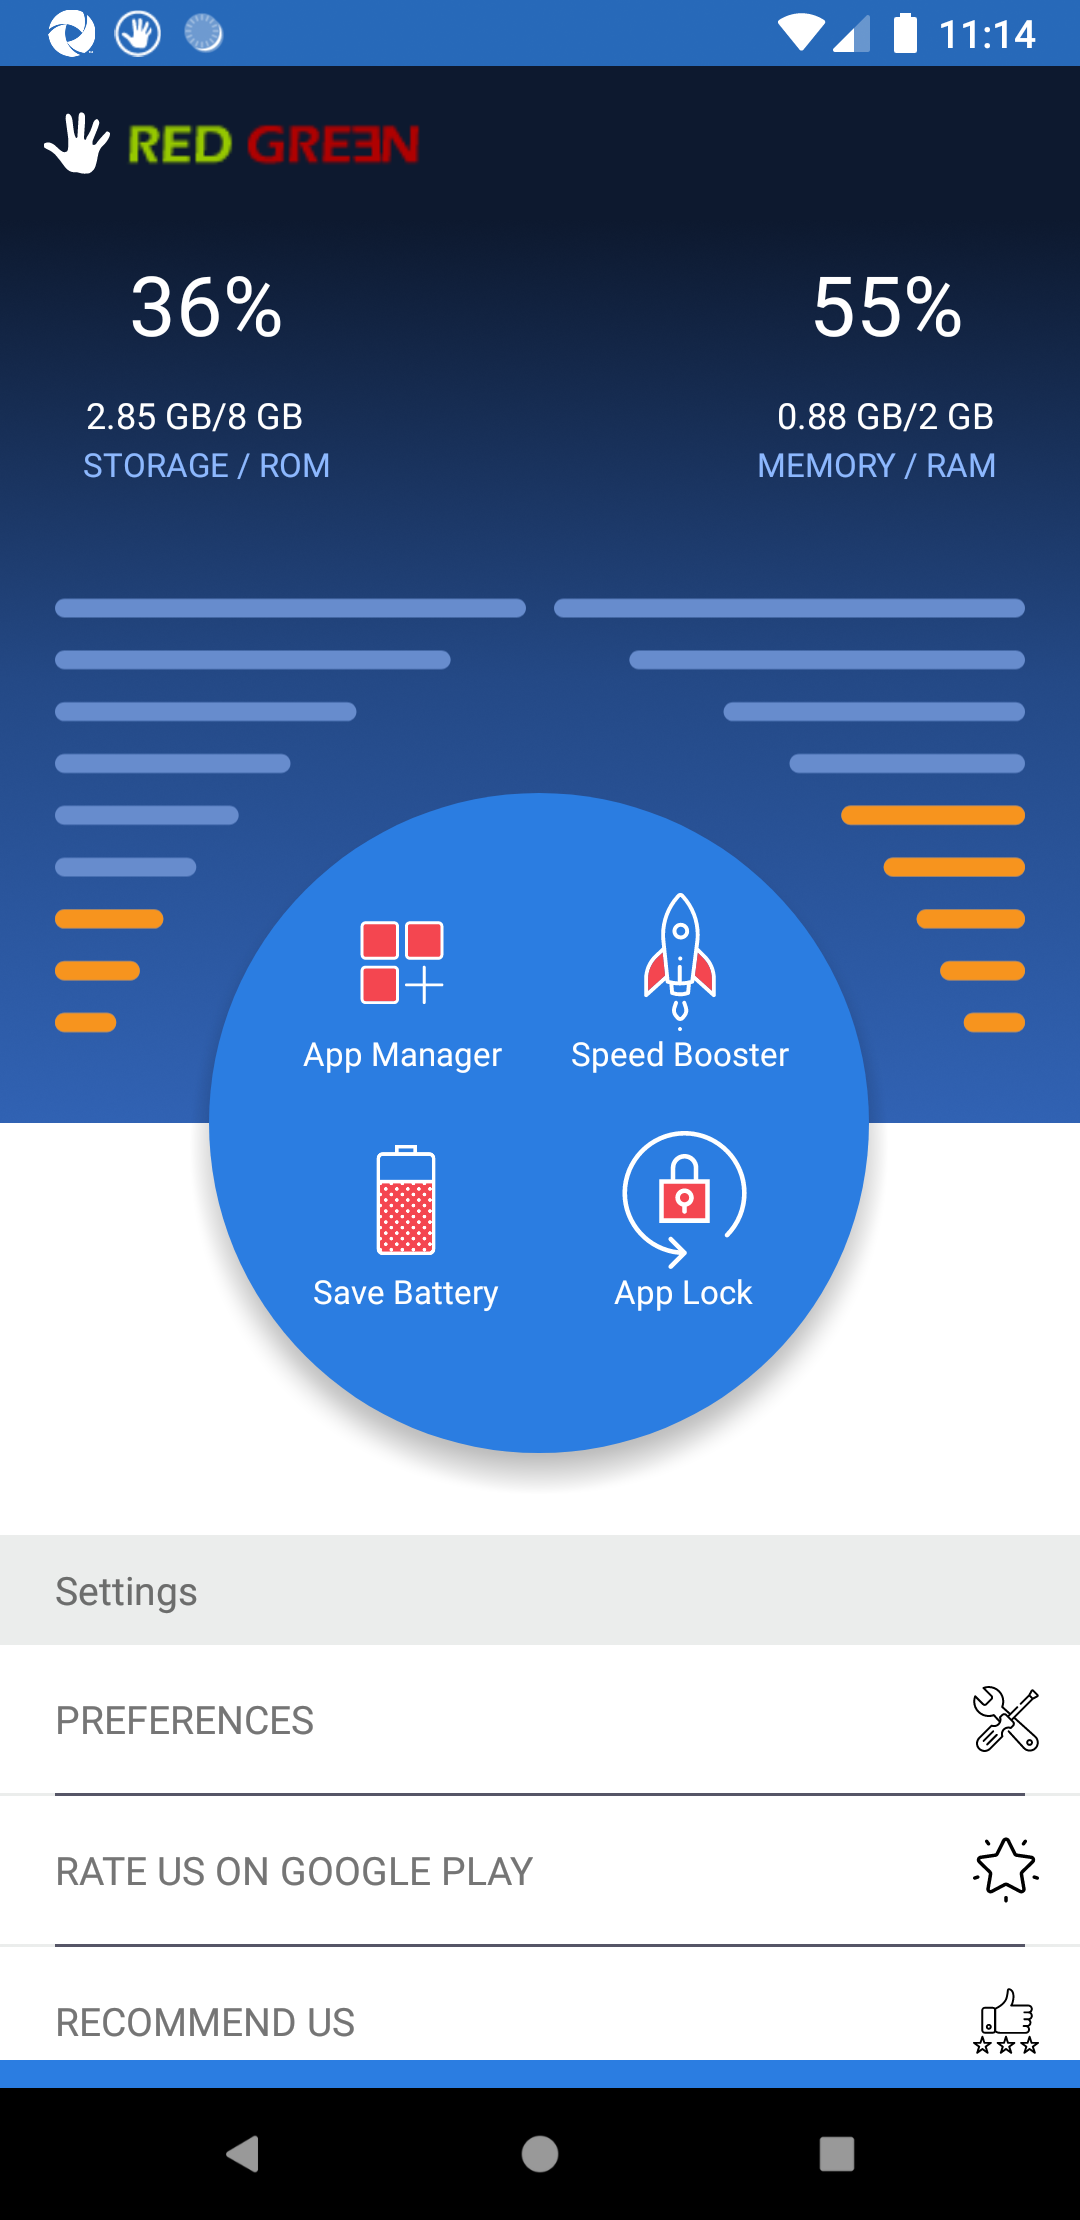 11:14
RED GREEN
36%
55%
2.85 GB/8 GB
0.88 GB/2 GB
STORAGE / ROM
MEMORY / RAM
App Manager
Speed Booster
Save Battery
App Lock
Settings
PREFERENCES
RATE US ON GOOGLE PLAY
RECOMMEND US